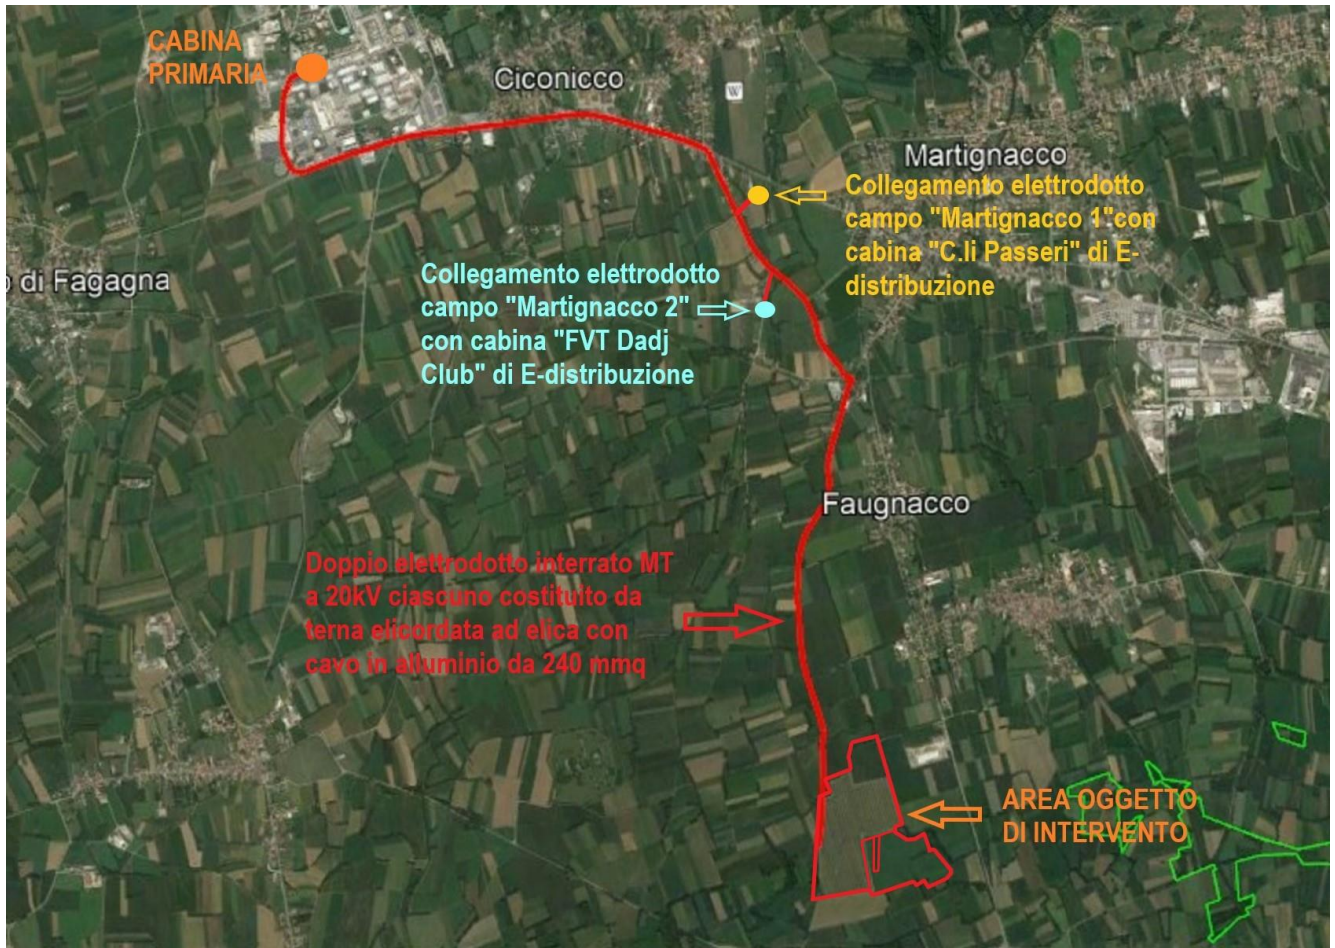 CABINA
PRIMARIA
Ciconicco
W
Martignacco
Collegamento elettrodotto
campo "Martignacco 1"con
cabina "C.li Passeri" di E-
distribuzione
o di Fagagna
Collegamento elettrodotto
campo "Martignacco 2"
con cabina "FVT Dadj
Club" di E-distribuzione
Faugnacco
Doppio elettrodotto interrato MT
a 20kV ciascuno costituito da
terna elicordata ad elica con
cavo in alluminio da 240 mmq
AREA OGGETTO
DI INTERVENTO